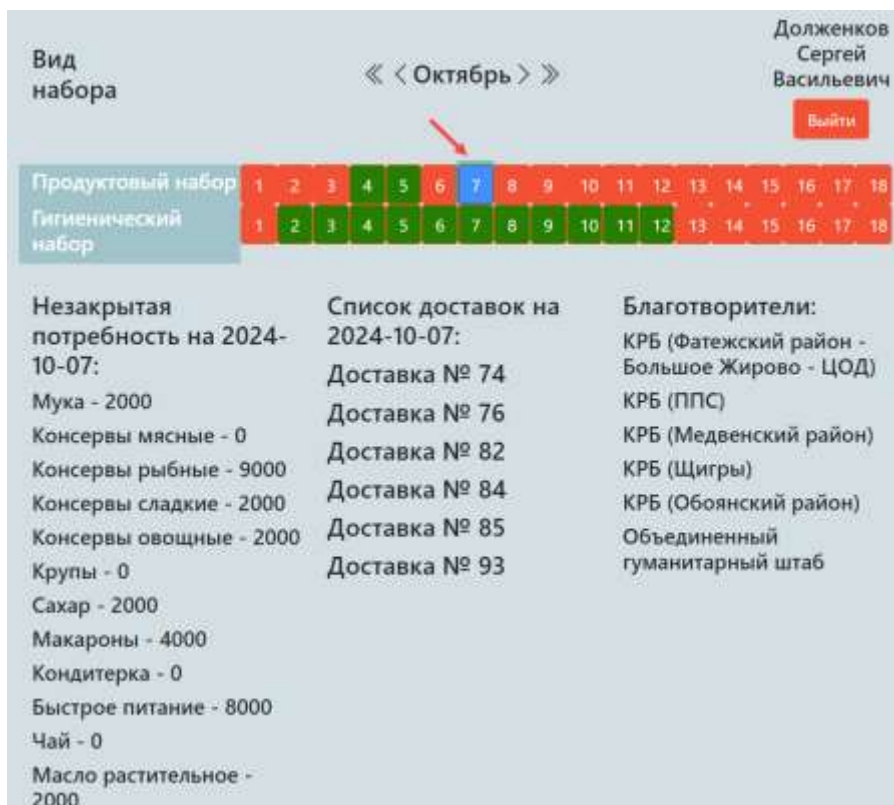 Вид
набора
« < Октябрь > »
Долженков
Сергей
Васильевич
Выйти
Продуктовый набор 1 2 3 4 5 6 7 8 9 10 11 12 13 14 15 16 17 18
Гигиенический
набор
1 2 3 4 5 6 7 8 9 10 11 12 13 14 15 16 17 18
Незакрытая
потребность на 2024-
10-07:
Мука - 2000
Консервы мясные - 0
Консервы рыбные - 9000
Консервы сладкие - 2000
Консервы овощные - 2000
Крупы - 0
Сахар - 2000
Макароны - 4000
Кондитерка - 0
Быстрое питание - 8000
Чай - 0
Масло растительное -
2000
Список доставок на
2024-10-07:
Доставка № 74
Доставка № 76
Доставка № 82
Доставка № 84
Доставка № 85
Доставка № 93
Благотворители:
КРБ (Фатежский район -
Большое Жирово - ЦОД)
КРБ (ППС)
КРБ (Медвенский район)
КРБ (Щигры)
КРБ (Обоянский район)
Объединенный
гуманитарный штаб